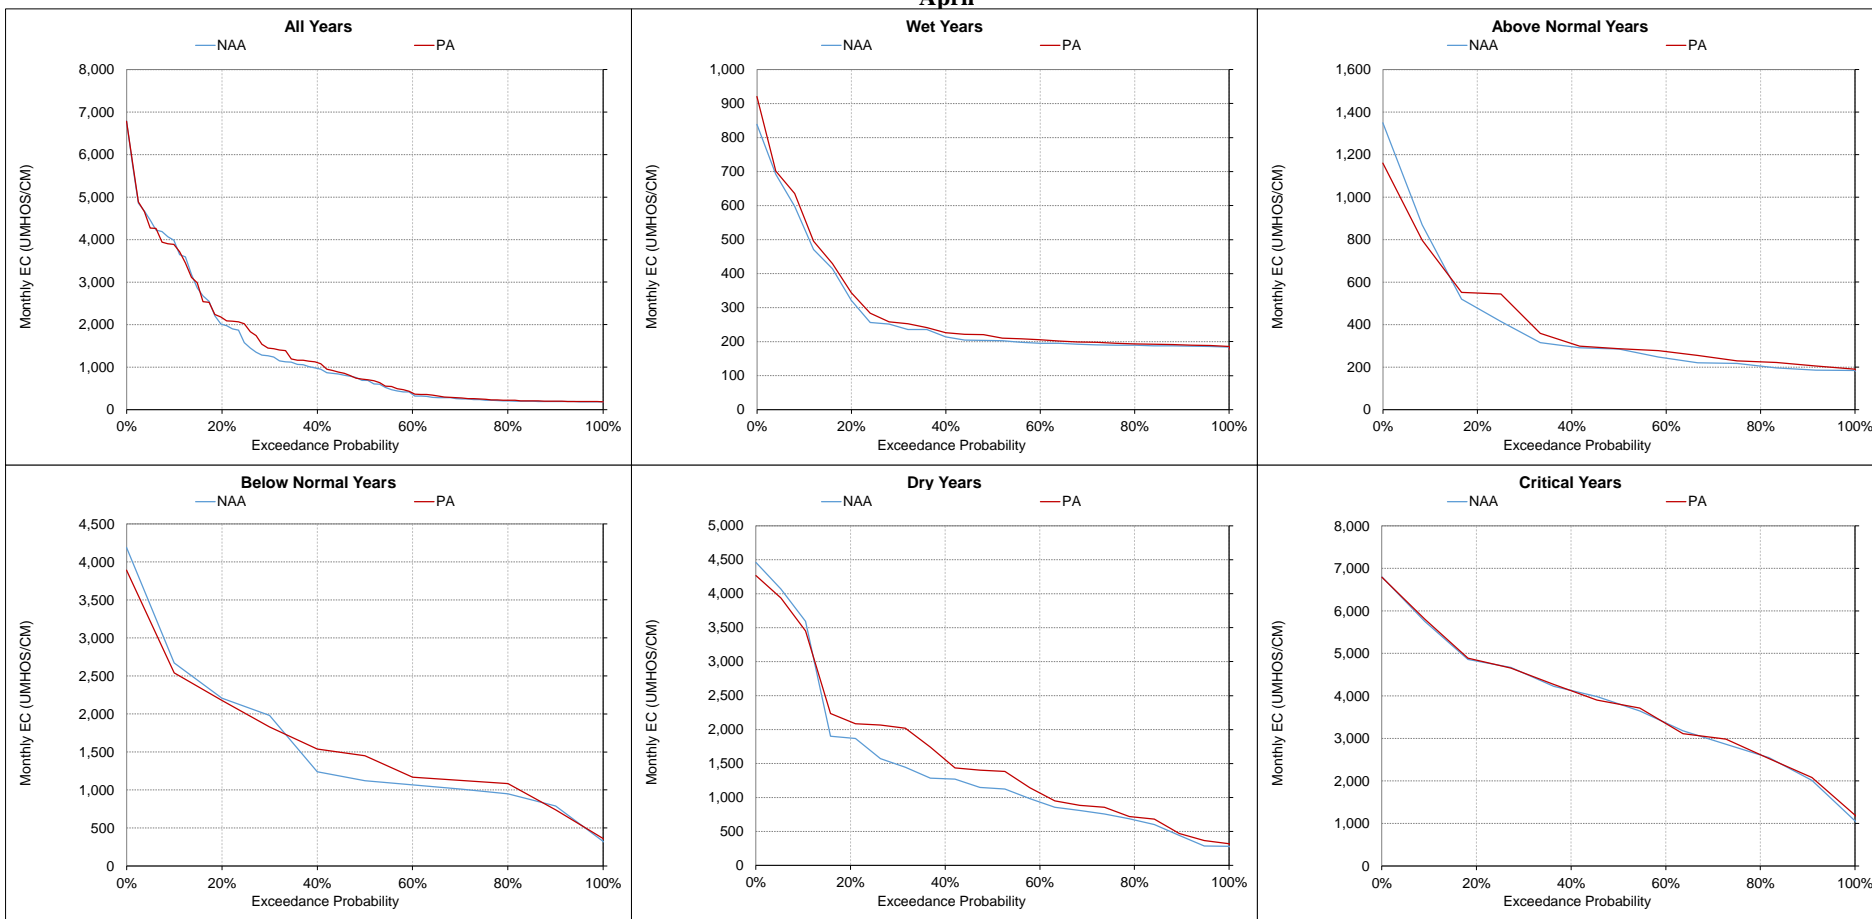 April
All Years
NAA PA
8,000
7,000
6,000
5,000
4,000
3,000
2,000
1,000
0
Monthly EC (UMHOS/CM)
0% 20% 40% 60% 80% 100%
Exceedance Probability
Wet Years
NAA PA
1,000
900
800
700
600
500
400
300
200
100
0
Monthly EC (UMHOS/CM)
0% 20% 40% 60% 80% 100%
Exceedance Probability
Above Normal Years
NAA PA
1,600
1,400
1,200
1,000
800
600
400
200
0
Monthly EC (UMHOS/CM)
0% 20% 40% 60% 80% 100%
Exceedance Probability
Below Normal Years
NAA PA
4,500
4,000
3,500
3,000
2,500
2,000
1,500
1,000
500
0
Monthly EC (UMHOS/CM)
0% 20% 40% 60% 80% 100%
Exceedance Probability
Dry Years
NAA PA
5,000
4,500
4,000
3,500
3,000
2,500
2,000
1,500
1,000
500
0
Monthly EC (UMHOS/CM)
0% 20% 40% 60% 80% 100%
Exceedance Probability
Critical Years
NAA PA
8,000
7,000
6,000
5,000
4,000
3,000
2,000
1,000
0
Monthly EC (UMHOS/CM)
0% 20% 40% 60% 80% 100%
Exceedance Probability